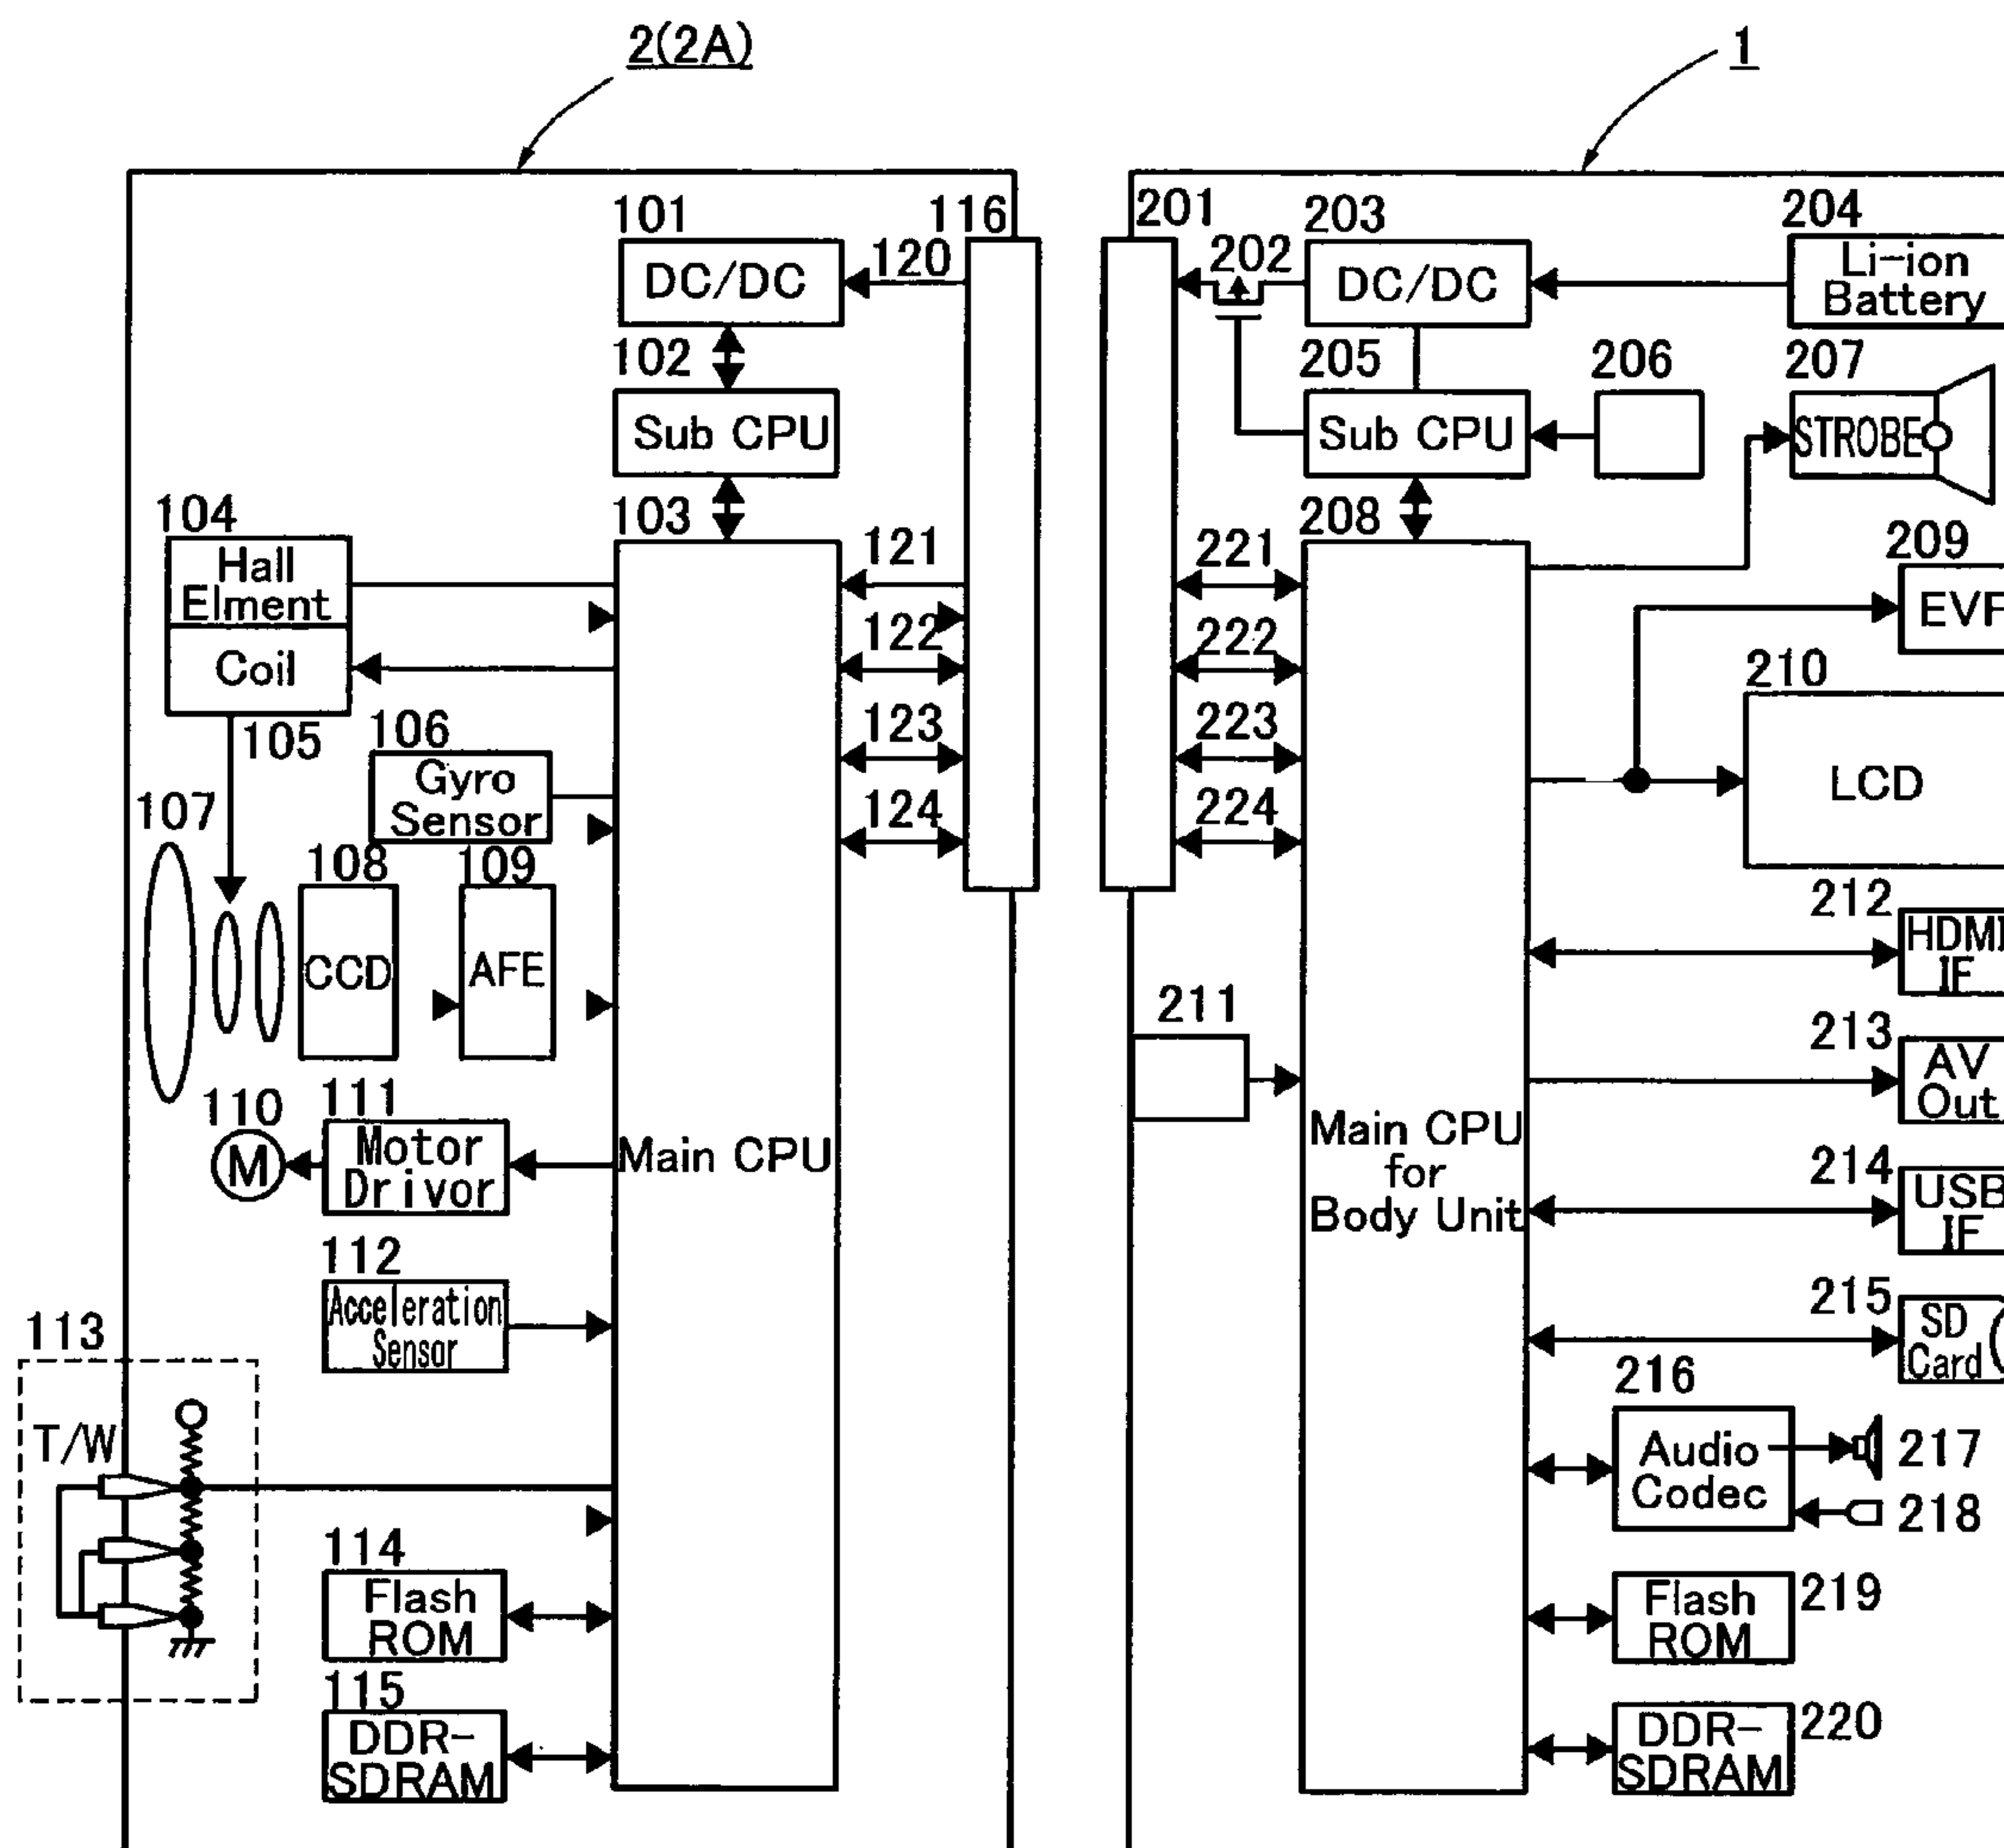 2(2A)
1
101
116
120
DC/DC
102
Sub CPU
103
104
Hall
Elment
Coil
105
106
Gyro
Sensor
107
108
CCD
109
AFE
110
M
111
Motor
Drivor
112
Acceleration
Sensor
113
T/W
114
Flash
ROM
115
DDR-
SDRAM
Main CPU
121
122
123
124
201
202
203
DC/DC
204
Li-ion
Battery
205
Sub CPU
206
207
STROBE
208
209
EVF
210
LCD
221
222
223
224
211
Main CPU
for
Body Unit
212
HDMI
IF
213
AV
Out
214
USB
IF
215
SD
Card
216
Audio
Codec
217
218
Flash
ROM
219
DDR-
SDRAM
220